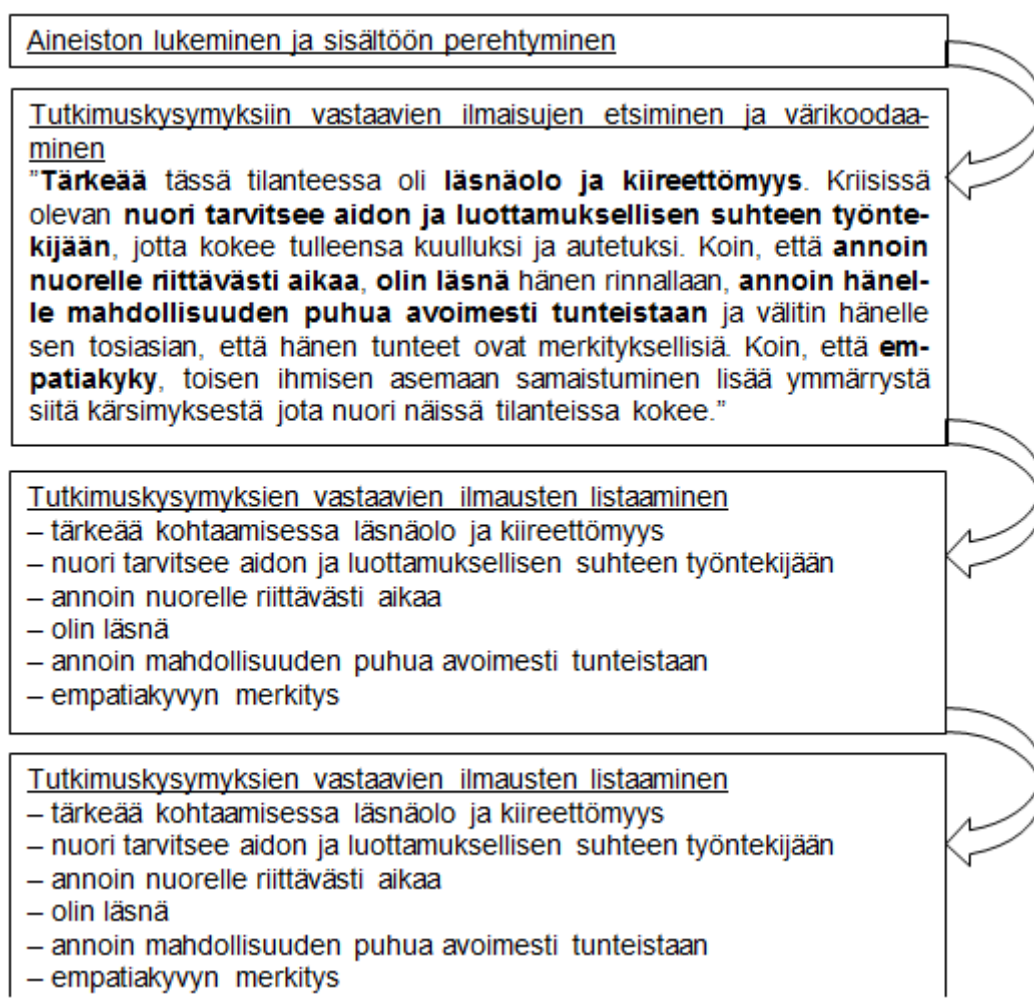 Aineiston lukeminen ja sisältöön perehtyminen
Tutkimuskysymyksiin vastaavien ilmaisujen etsiminen ja värikoodaa-
minen
"Tärkeää tässä tilanteessa oli läsnäolo ja kiireettömyys. Kriisissä
olevan nuori tarvitsee aidon ja luottamuksellisen suhteen työnte-
kijään, jotta kokee tulleensa kuulluksi ja autetuksi. Koin, että annoin
nuorelle riittävästi aikaa, olin läsnä hänen rinnallaan, annoin hänel-
le mahdollisuuden puhua avoimesti tunteistaan ja välitin hänelle
sen tosiasian, että hänen tunteet ovat merkityksellisiä. Koin, että em-
patiakyky, toisen ihmisen asemaan samaistuminen lisää ymmärrystä
siitä kärsimyksestä jota nuori näissä tilanteissa kokee."
Tutkimuskysymyksien vastaavien ilmausten listaaminen
– tärkeää kohtaamisessa läsnäolo ja kiireettömyys
– nuori tarvitsee aidon ja luottamuksellisen suhteen työntekijään
– annoin nuorelle riittävästi aikaa
– olin läsnä
– annoin mahdollisuuden puhua avoimesti tunteistaan
– empatiakyvyn merkitys
Tutkimuskysymyksien vastaavien ilmausten listaaminen
– tärkeää kohtaamisessa läsnäolo ja kiireettömyys
– nuori tarvitsee aidon ja luottamuksellisen suhteen työntekijään
– annoin nuorelle riittävästi aikaa
– olin läsnä
– annoin mahdollisuuden puhua avoimesti tunteistaan
– empatiakyvyn merkitys